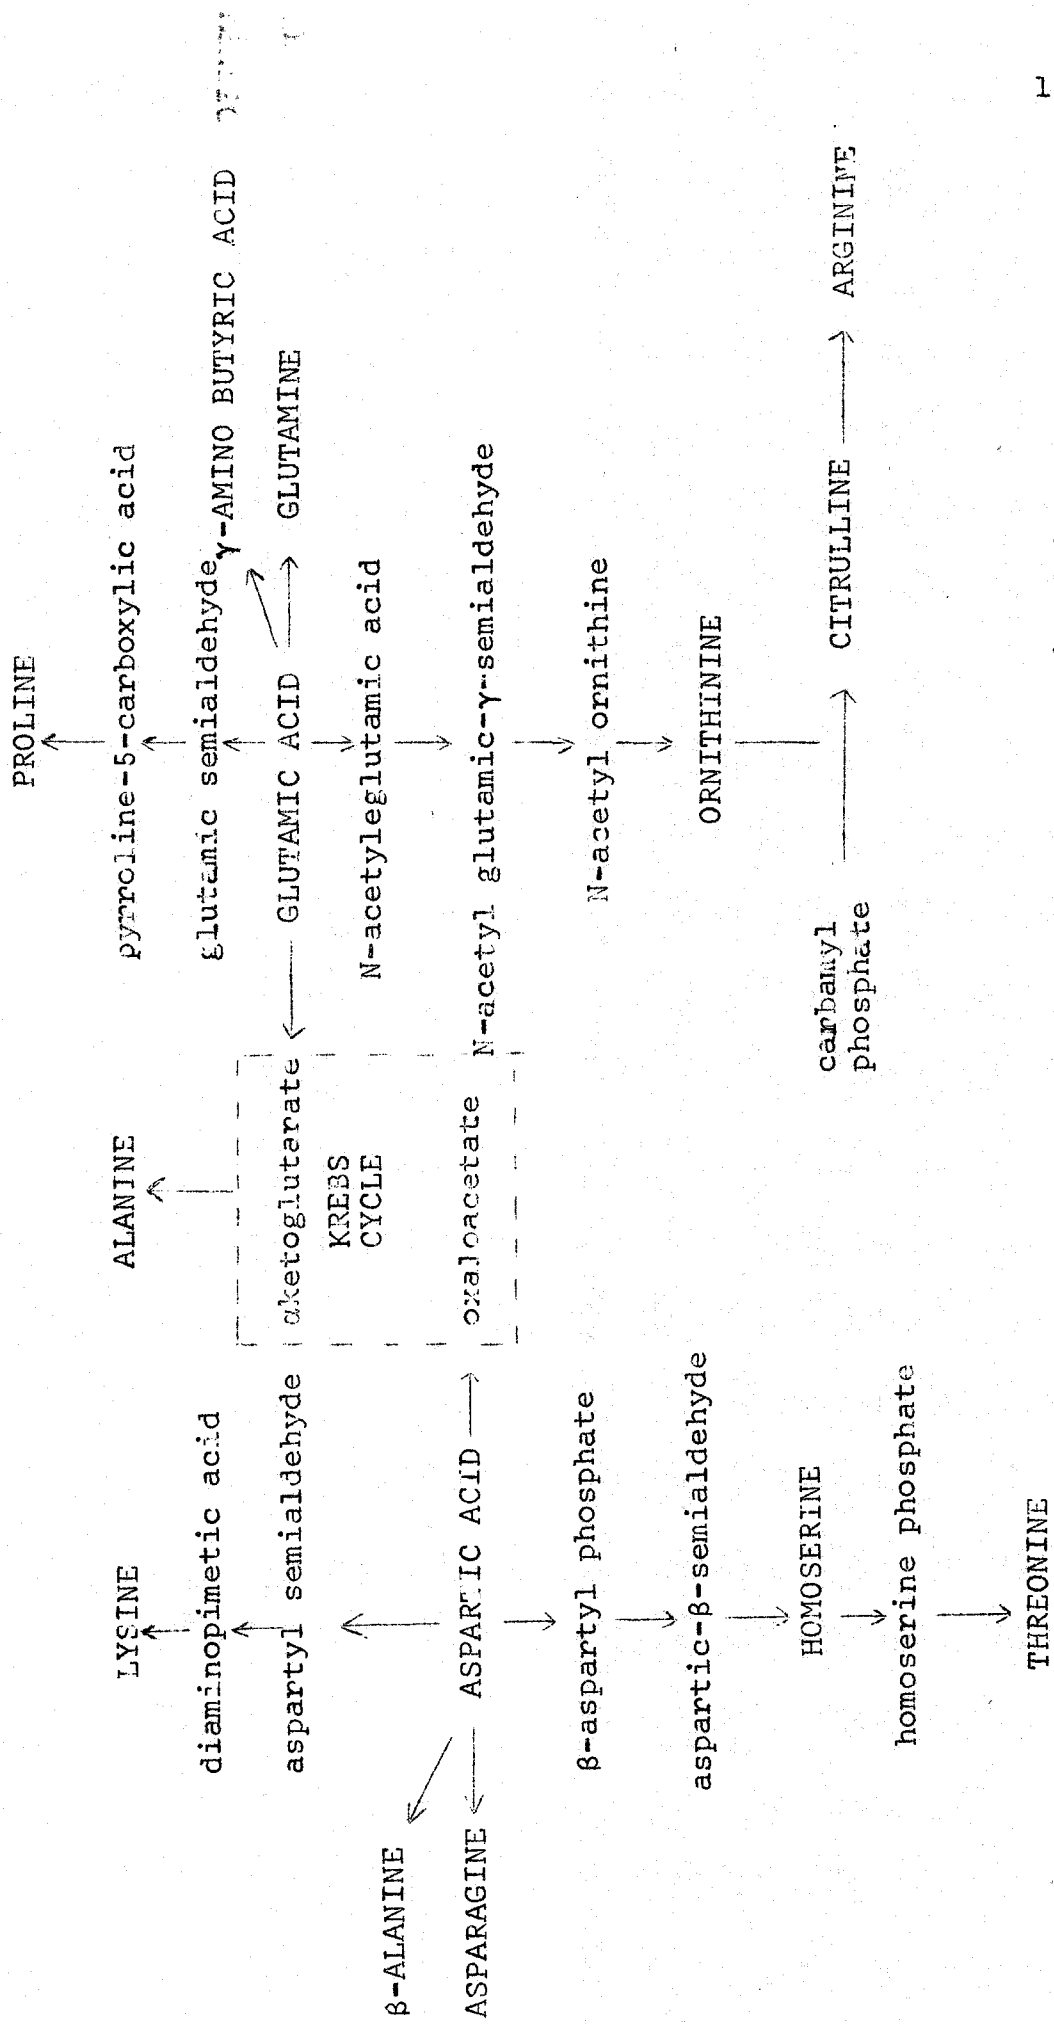 PROLINE
pyrroline-5-carboxylic acid
glutamic semialdehyde
γ-AMINO BUTYRIC ACID
GLUTAMIC ACID
GLUTAMINE
N-acetyleglutamic acid
N-acetyl glutamic-γ-semialdehyde
N-acetyl ornithine
ORNITHININE
carbamyl
phosphate
CITRULLINE
ARGININE
ALANINE
αketoglutarate
KREBS
CYCLE
oxaloacetate
LYSINE
diaminopimetic acid
aspartyl semialdehyde
ASPARTIC ACID
β-ALANINE
ASPARAGINE
β-aspartyl phosphate
aspartic-β-semialdehyde
HOMOSERINE
homoserine phosphate
THREONINE
1